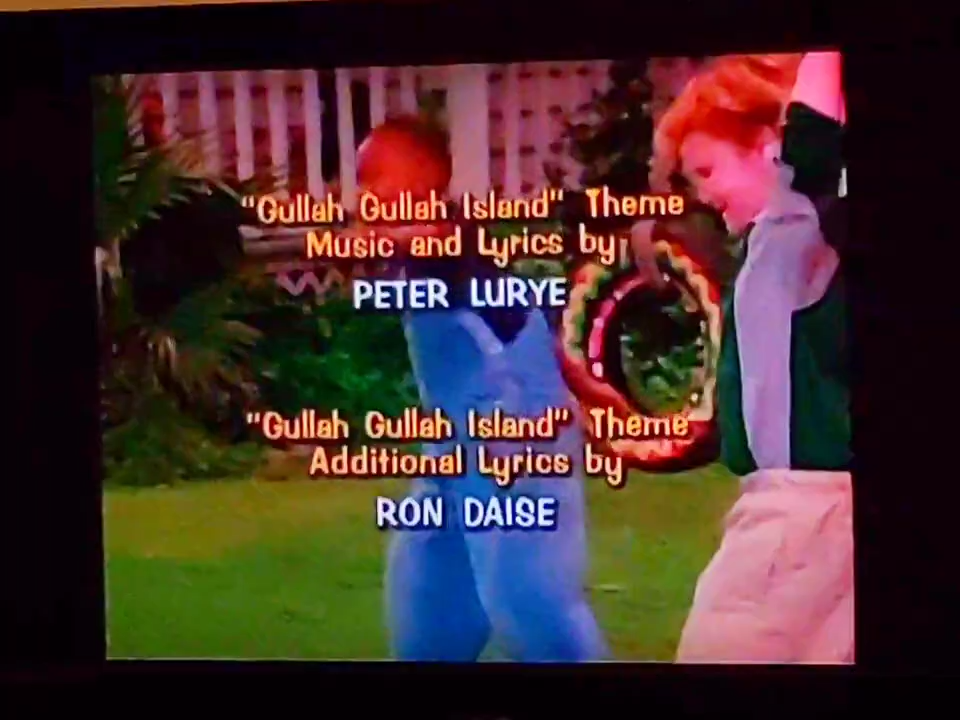 "Gullah Gullah Island" Theme
Music and Lyrics by
PETER LURYE
"Gullah Gullah Island" Theme
Additional Lyrics by
RON DAISE